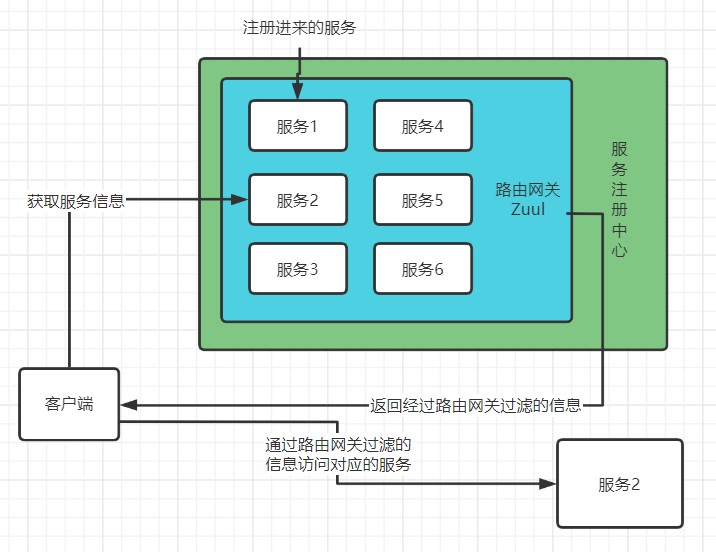 注册进来的服务
服务1
服务4
获取服务信息
服务2
服务5
路由网关
Zuul
服务3
服务6
服
务
注
册
中
心
客户端
返回经过路由网关过滤的信息
通过路由网关过滤的
信息访问对应的服务
服务2